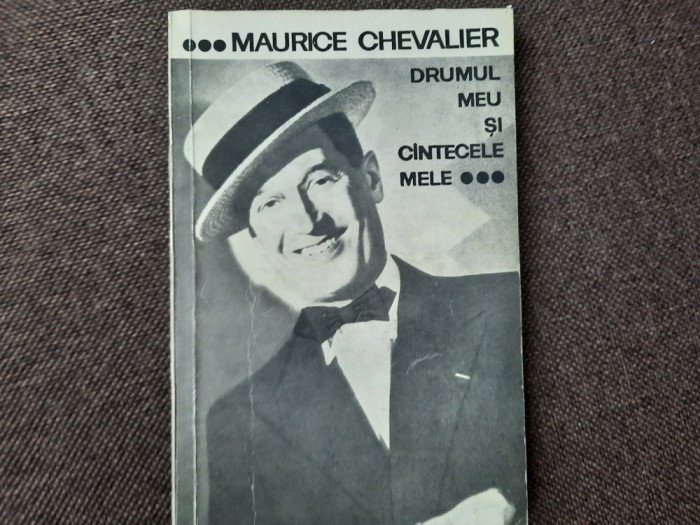 ●●●MAURICE CHEVALIER
DRUMUL
MEU
ŞI
CÎNTECELE
MELE ●●●